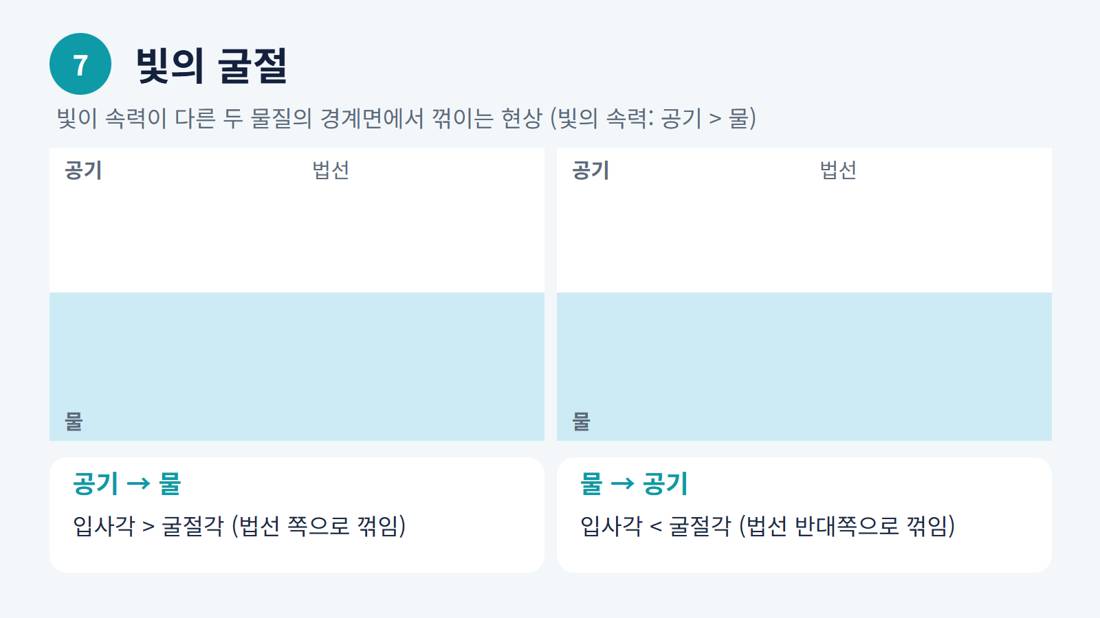 7
빛의 굴절
빛이 속력이 다른 두 물질의 경계면에서 꺾이는 현상 (빛의 속력: 공기 > 물)
공기
법선
물
공기
법선
물
공기 → 물
입사각 > 굴절각 (법선 쪽으로 꺾임)
물 → 공기
입사각 < 굴절각 (법선 반대쪽으로 꺾임)